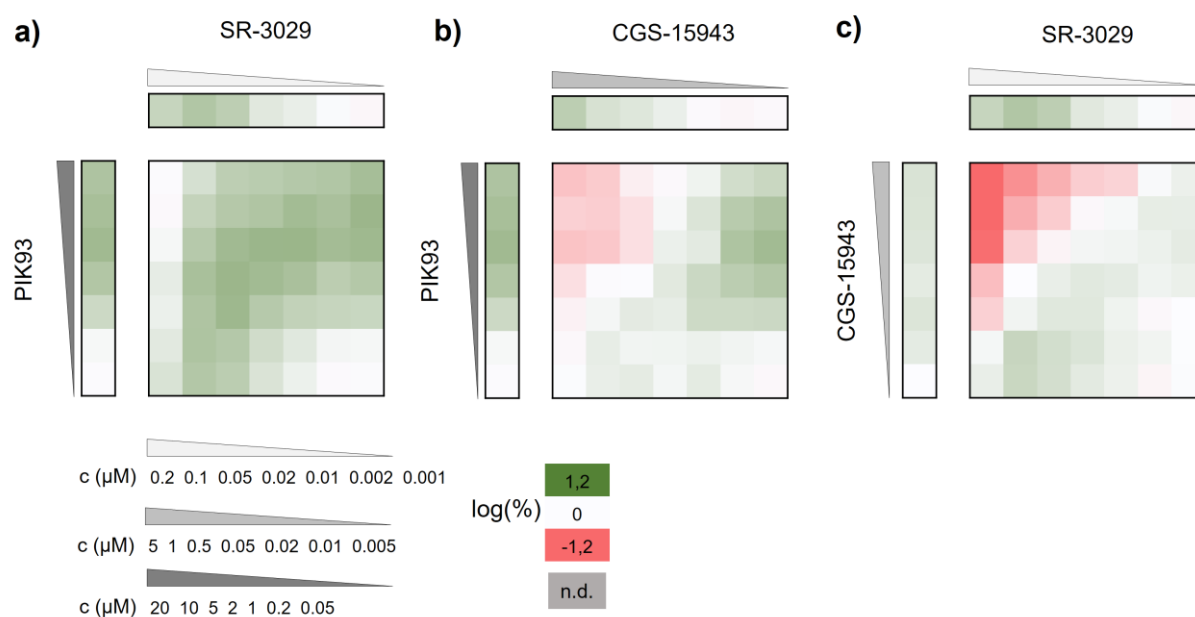 a)
SR-3029
PIK93
b)
CGS-15943
PIK93
c)
SR-3029
CGS-15943
c (µM) 0.2 0.1 0.05 0.02 0.01 0.002 0.001
c (µM) 5 1 0.5 0.05 0.02 0.01 0.005
c (µM) 20 10 5 2 1 0.2 0.05
log(%)
1,2
0
-1,2
n.d.